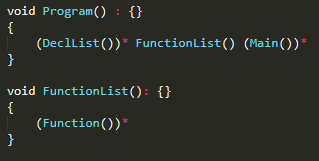 void Program() : {}
{
    (DeclList())* FunctionList() (Main())*
}
void FunctionList(): {}
{
    (Function())*
}